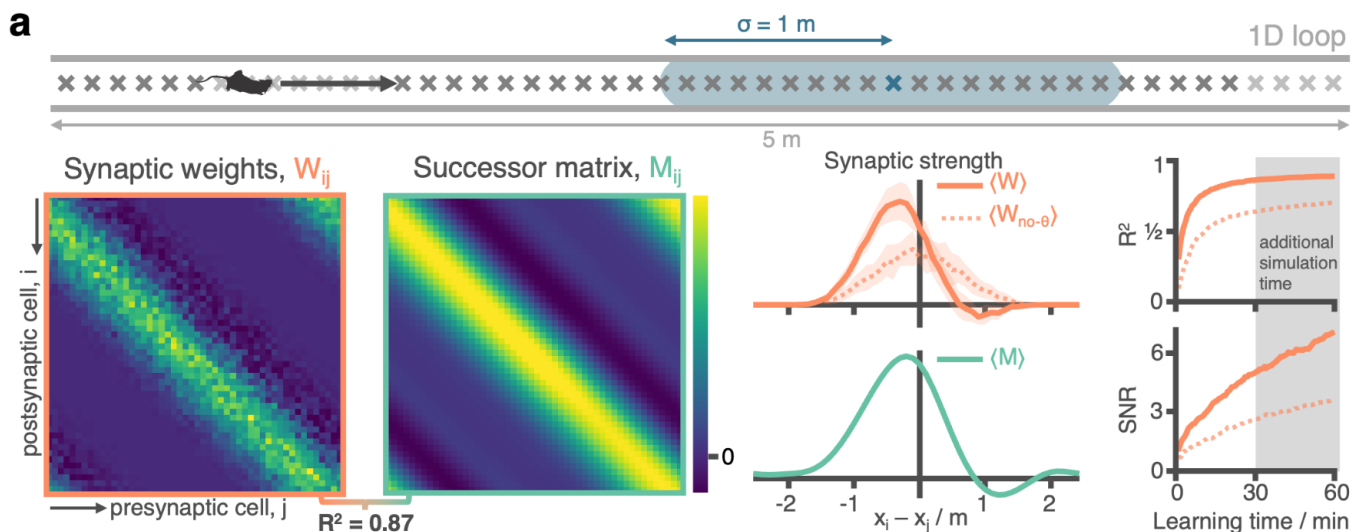 a
σ = 1 m
1D loop
5 m
Synaptic weights, Wij
Successor matrix, Mij
postsynaptic cell, i
presynaptic cell, j
R² = 0.87
0
Synaptic strength
⟨W⟩
⟨Wno-θ⟩
⟨M⟩
-2 -1 0 1 2
xi – xj / m
1
½
0
R²
additional
simulation
time
6
3
0
SNR
0 30 60
Learning time / min